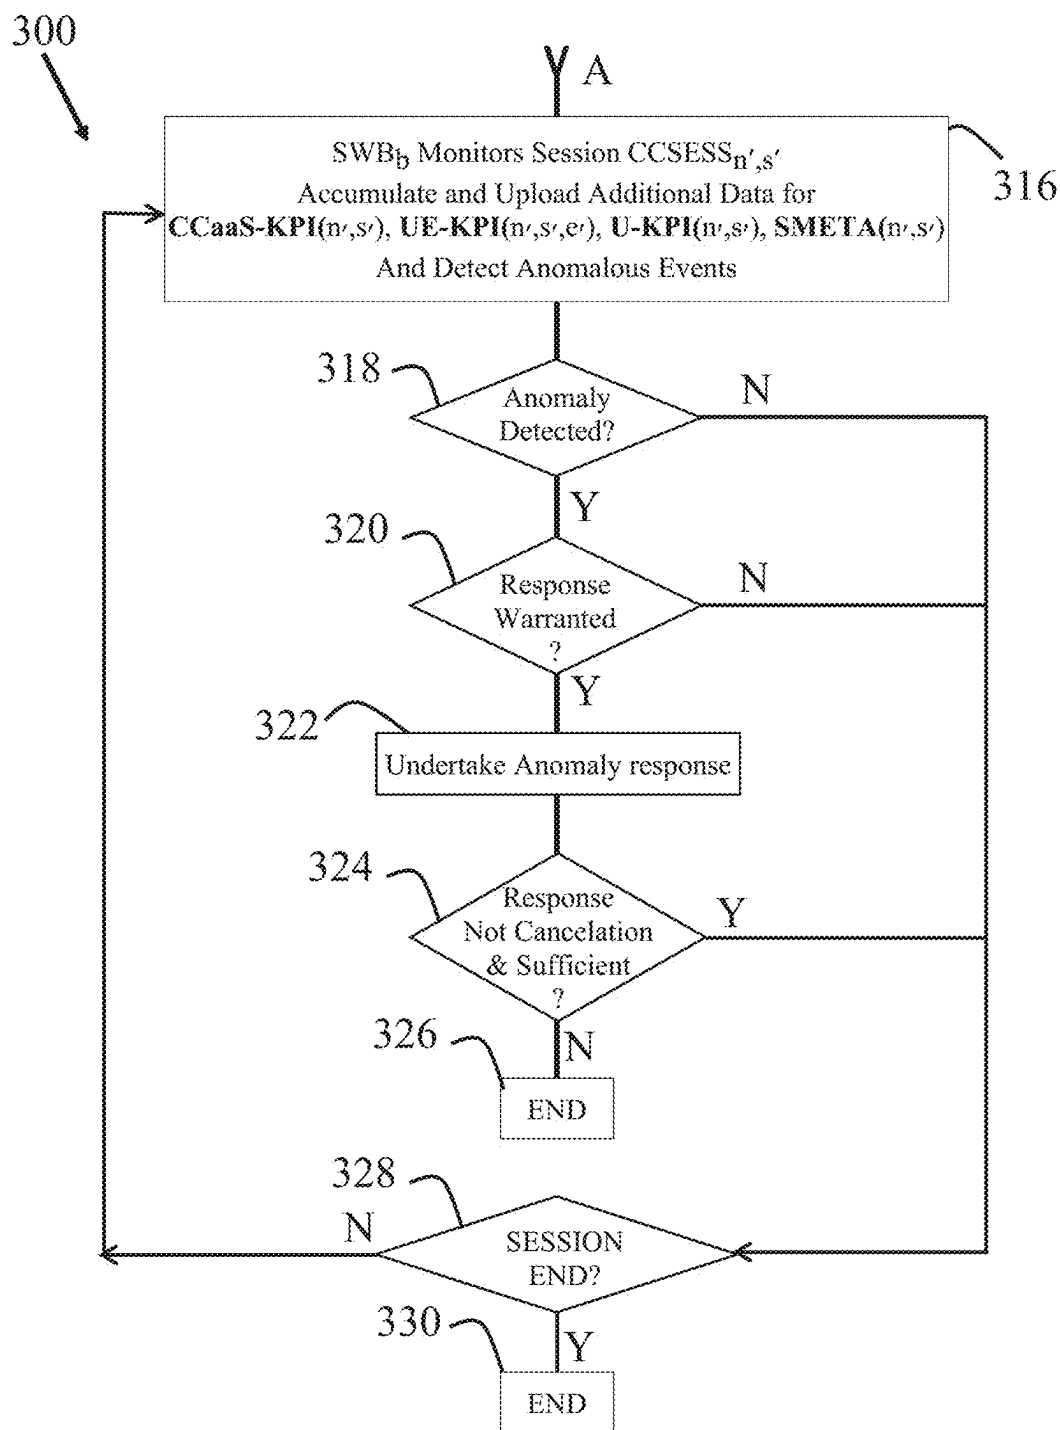 300
A
SWBb Monitors Session CCSESSn′,s′
316
Accumulate and Upload Additional Data for
CCaaS-KPI(n′,s′), UE-KPI(n′,s′,e′), U-KPI(n′,s′), SMETA(n′,s′)
And Detect Anomalous Events
318
Anomaly
Detected?
N
Y
320
Response
Warranted
?
N
Y
322
Undertake Anomaly response
324
Response
Not Cancelation
& Sufficient
?
Y
N
326
END
328
N
SESSION
END?
330
Y
END